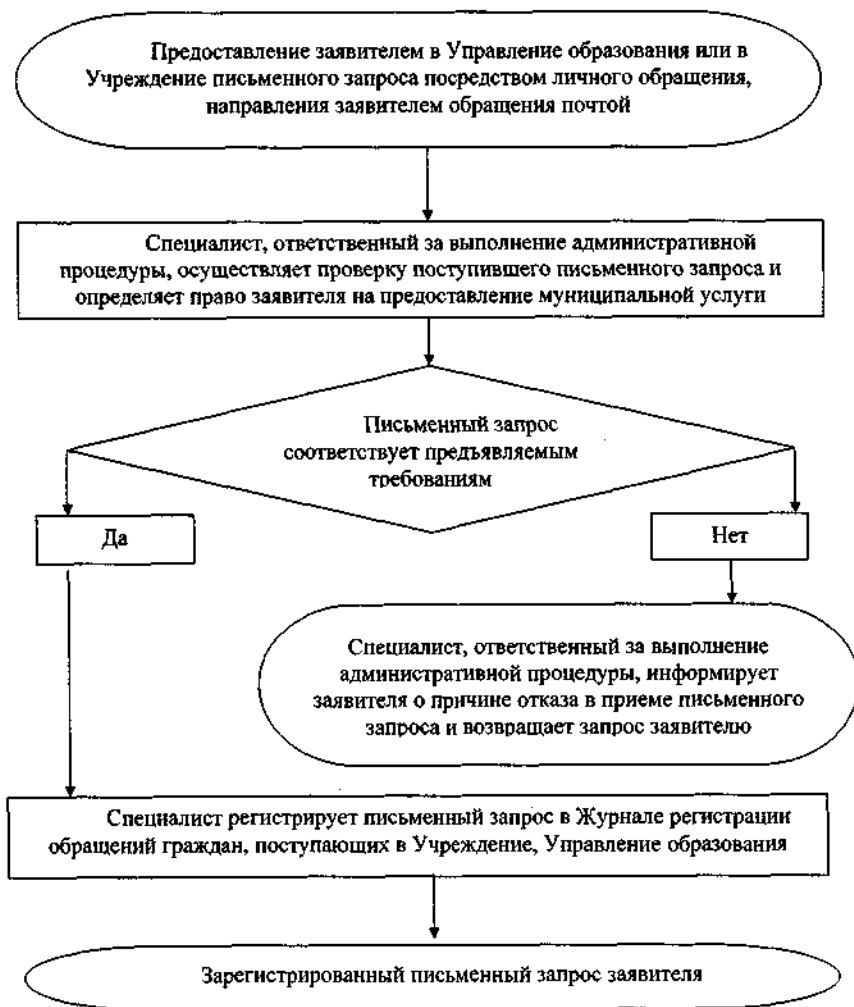 Предоставление заявителем в Управление образования или в
Учреждение письменного запроса посредством личного обращения,
направления заявителем обращения почтой
Специалист, ответственный за выполнение административной
процедуры, осуществляет проверку поступившего письменного запроса и
определяет право заявителя на предоставление муниципальной услуги
Письменный запрос
соответствует предъявляемым
требованиям
Да
Нет
Специалист, ответственный за выполнение
административной процедуры, информирует
заявителя о причине отказа в приеме письменного
запроса и возвращает запрос заявителю
Специалист регистрирует письменный запрос в Журнале регистрации
обращений граждан, поступающих в Учреждение, Управление образования
Зарегистрированный письменный запрос заявителя